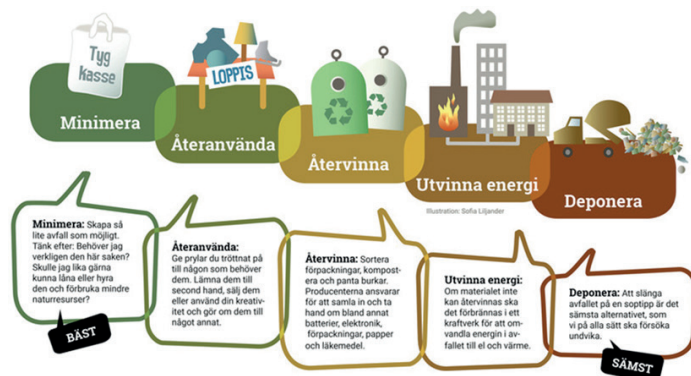 Tyg
kasse
LOPPIS
Minimera
Återanvända
Återvinna
Utvinna energi
Deponera
Illustration: Sofia Liljander
Minimera: Skapa så
lite avfall som möjligt.
Tänk efter: Behöver jag
verkligen den här saken?
Skulle jag lika gärna
kunna låna eller hyra
den och förbruka mindre
naturresurser?
BÄST
Återanvända:
Ge prylar du tröttnat på
till någon som behöver
dem. Lämna dem till
second hand, sälj dem
eller använd din kreativ-
itet och gör om dem till
något annat.
Återvinna: Sortera
förpackningar, kompost-
era och panta burkar.
Producenterna ansvarar
för att samla in och ta
hand om bland annat
batterier, elektronik,
förpackningar, papper
och läkemedel.
Utvinna energi:
Om materialet inte
kan återvinnas ska
det förbrännas i ett
kraftverk för att om-
vandla energin i av-
fallet till el och värme.
Deponera: Att slänga
avfallet på en soptipp är det
sämsta alternativet, som
vi på alla sätt ska försöka
undvika.
SÄMST